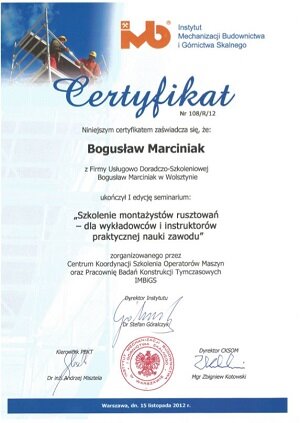 imb
Instytut
Mechanizacji Budownictwa
i Górnictwa Skalnego
Certyfikat
Nr 108/R/12
Niniejszym certyfikatem zaświadcza się, że:
Bogusław Marciniak
z Firmy Usługowo Doradczo-Szkoleniowej
Bogusław Marciniak w Wolsztynie
ukończył I edycję seminarium:
„Szkolenie montażystów rusztowań
– dla wykładowców i instruktorów
praktycznej nauki zawodu”
zorganizowanego przez
Centrum Koordynacji Szkolenia Operatorów Maszyn
oraz Pracownię Badań Konstrukcji Tymczasowych
IMBiGS
Dyrektor Instytutu
Dr Stefan Góralczyk
Kierownik PBKT
Dyrektor CKSOM
Dr inż. Andrzej Misztela
Mgr Zbigniew Kotowski
Warszawa, dn. 15 listopada 2012 r.